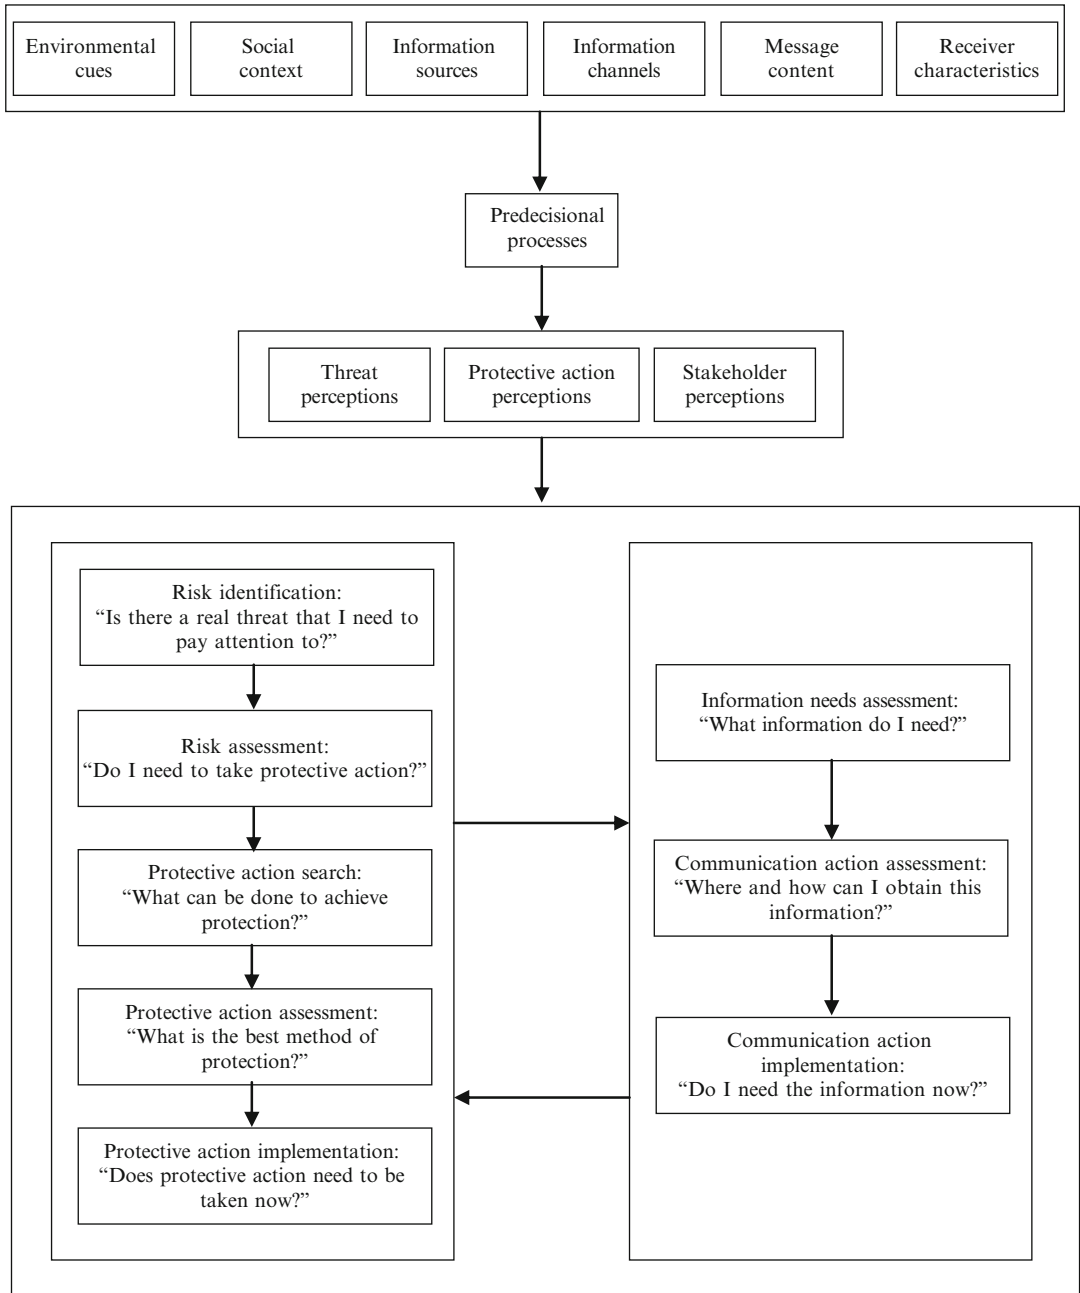 Environmental
cues
Social
context
Information
sources
Information
channels
Message
content
Receiver
characteristics
Predecisional
processes
Threat
perceptions
Protective action
perceptions
Stakeholder
perceptions
Risk identification:
“Is there a real threat that I need to
pay attention to?”
Risk assessment:
“Do I need to take protective action?”
Protective action search:
“What can be done to achieve
protection?”
Protective action assessment:
“What is the best method of
protection?”
Protective action implementation:
“Does protective action need to be
taken now?”
Information needs assessment:
“What information do I need?”
Communication action assessment:
“Where and how can I obtain this
information?”
Communication action
implementation:
“Do I need the information now?”